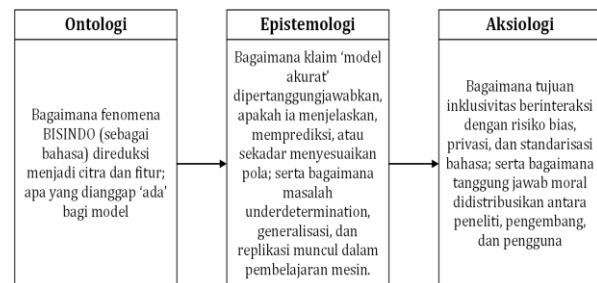 Ontologi
Bagaimana fenomena
BISINDO (sebagai
bahasa) direduksi
menjadi citra dan fitur;
apa yang dianggap 'ada'
bagi model
Epistemologi
Bagaimana klaim 'model
akurat'
dipertanggungjawabkan,
apakah ia menjelaskan,
memprediksi, atau
sekadar menyesuaikan
pola; serta bagaimana
masalah
underdetermination,
generalisasi, dan
replikasi muncul dalam
pembelajaran mesin.
Aksiologi
Bagaimana tujuan
inklusivitas berinteraksi
dengan risiko bias,
privasi, dan standarisasi
bahasa; serta bagaimana
tanggung jawab moral
didistribusikan antara
peneliti, pengembang,
dan pengguna